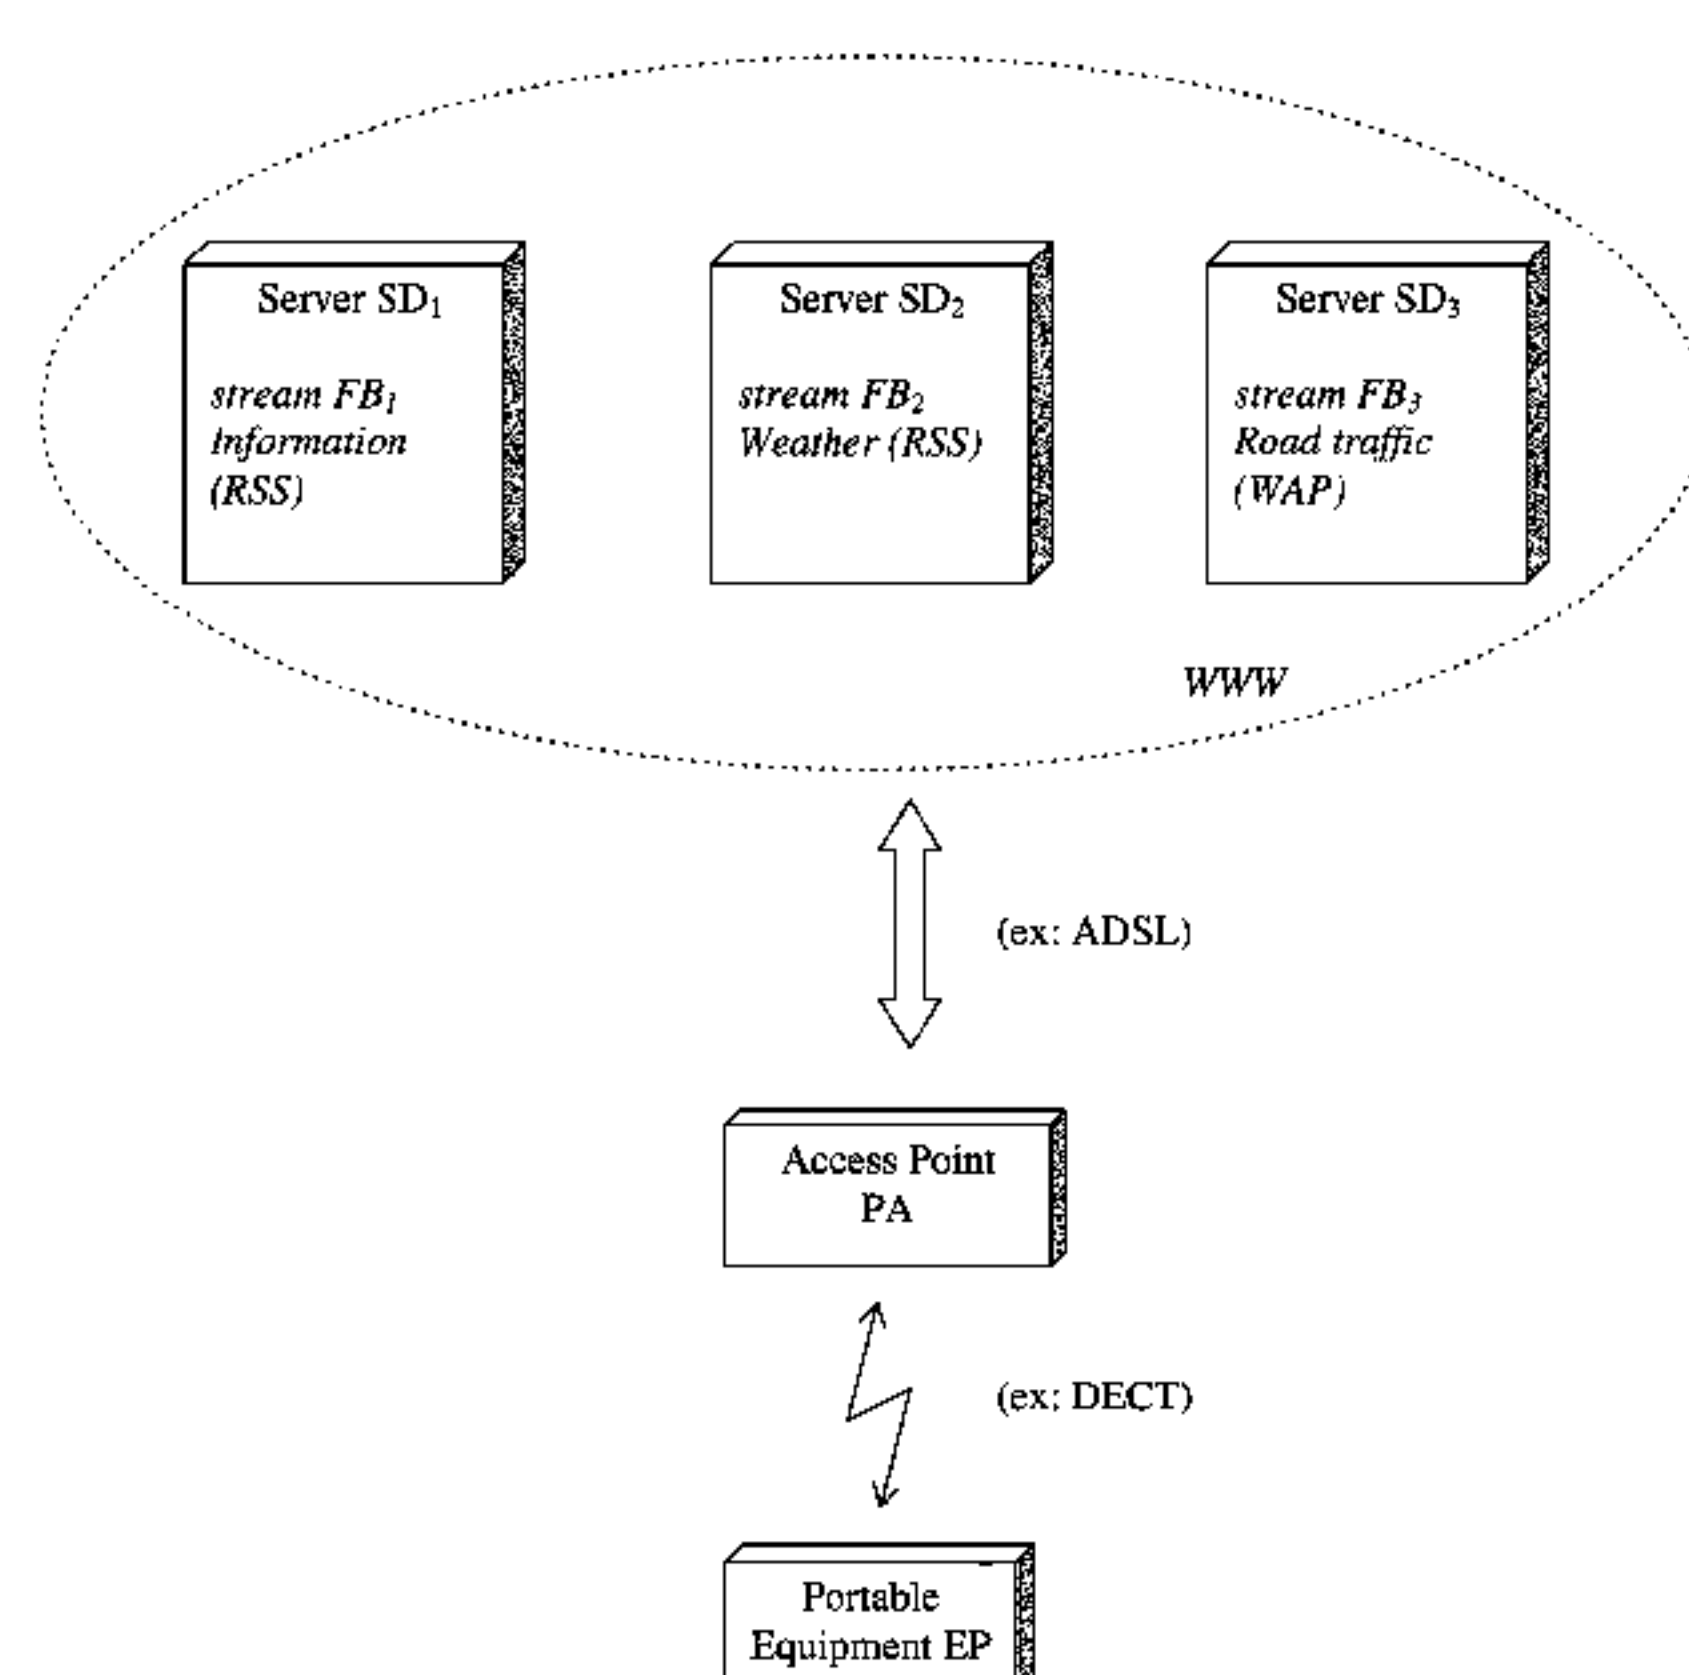 Server SD₁
stream FB₁
Information
(RSS)
Server SD₂
stream FB₂
Weather (RSS)
Server SD₃
stream FB₃
Road traffic
(WAP)
WWW
(ex: ADSL)
Access Point
PA
(ex: DECT)
Portable
Equipment EP